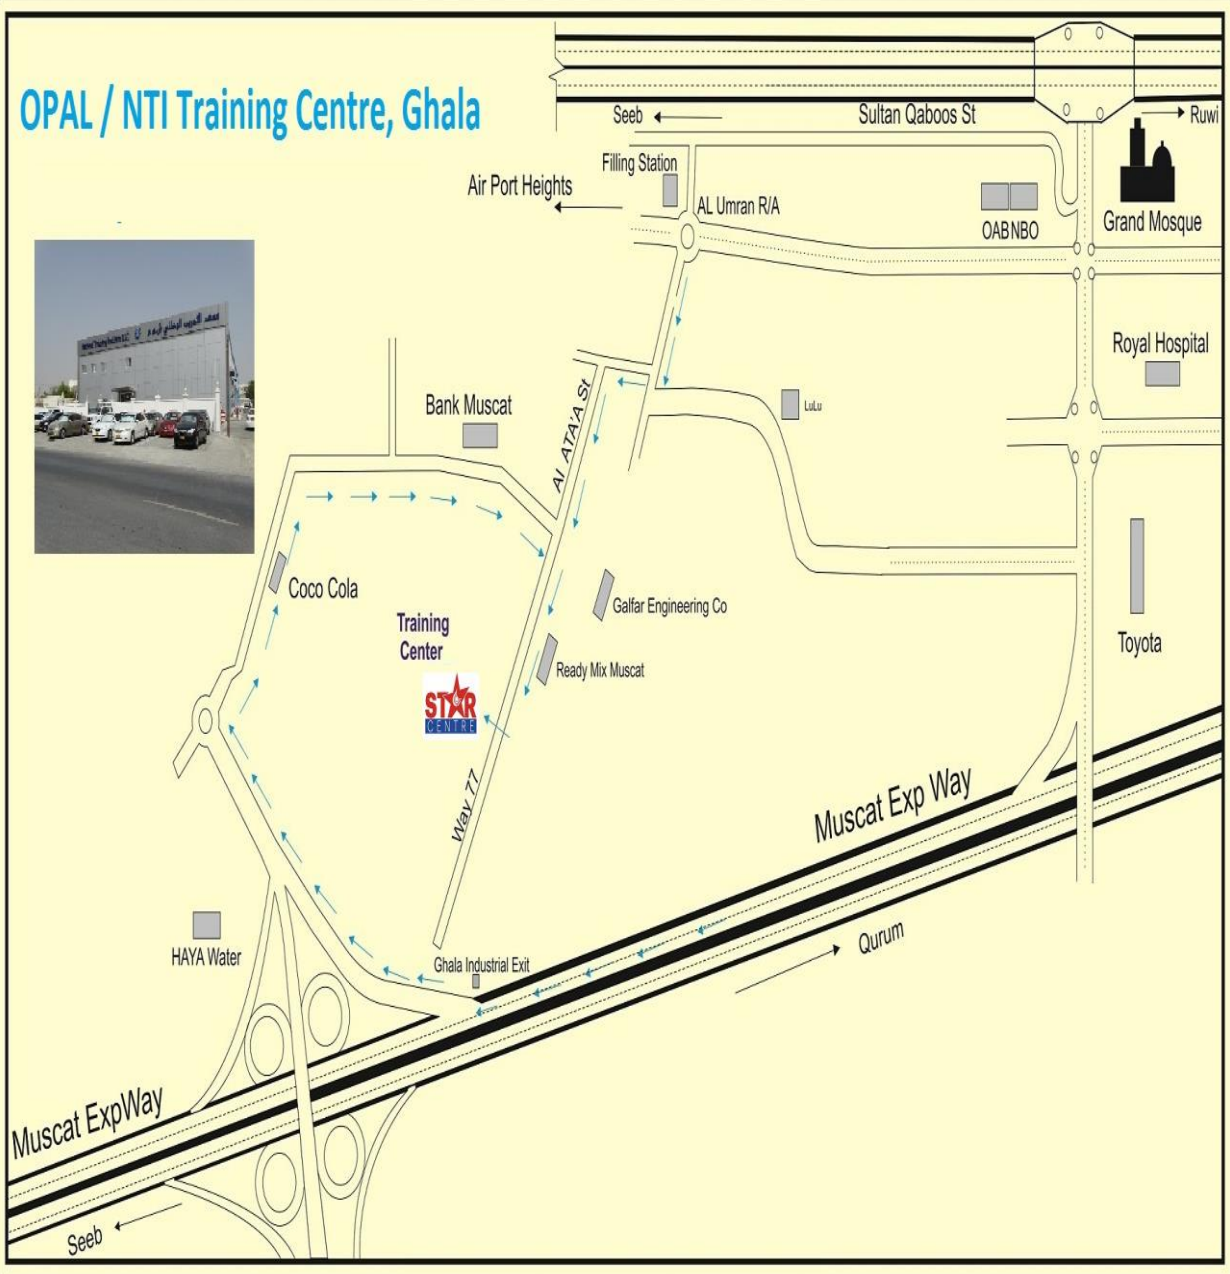 OPAL / NTI Training Centre, Ghala
Seeb
Sultan Qaboos St
Ruwi
Filling Station
Air Port Heights
AL Umran R/A
OAB
NBO
Grand Mosque
Royal Hospital
Bank Muscat
Al ATA'A St
LuLu
Coco Cola
Training
Center
STAR
CENTRE
Galfar Engineering Co
Ready Mix Muscat
Toyota
Way 77
Muscat Exp Way
Qurum
HAYA Water
Ghala Industrial Exit
Muscat ExpWay
Seeb